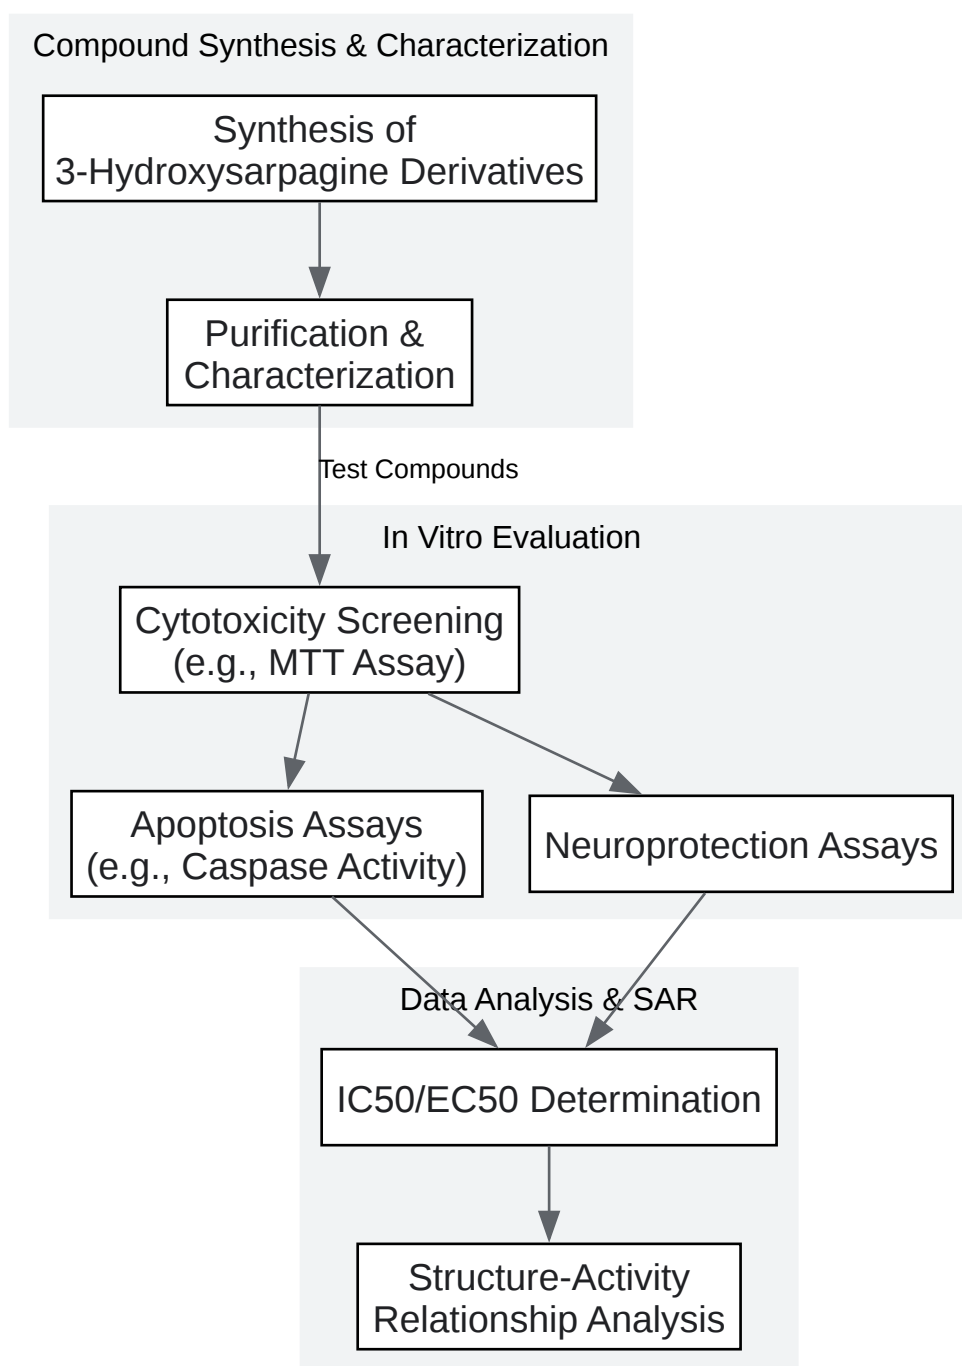 Compound Synthesis & Characterization
Synthesis of
3-Hydroxysarpagine Derivatives
Purification &
Characterization
Test Compounds
In Vitro Evaluation
Cytotoxicity Screening
(e.g., MTT Assay)
Apoptosis Assays
(e.g., Caspase Activity)
Neuroprotection Assays
Data Analysis & SAR
IC50/EC50 Determination
Structure-Activity
Relationship Analysis